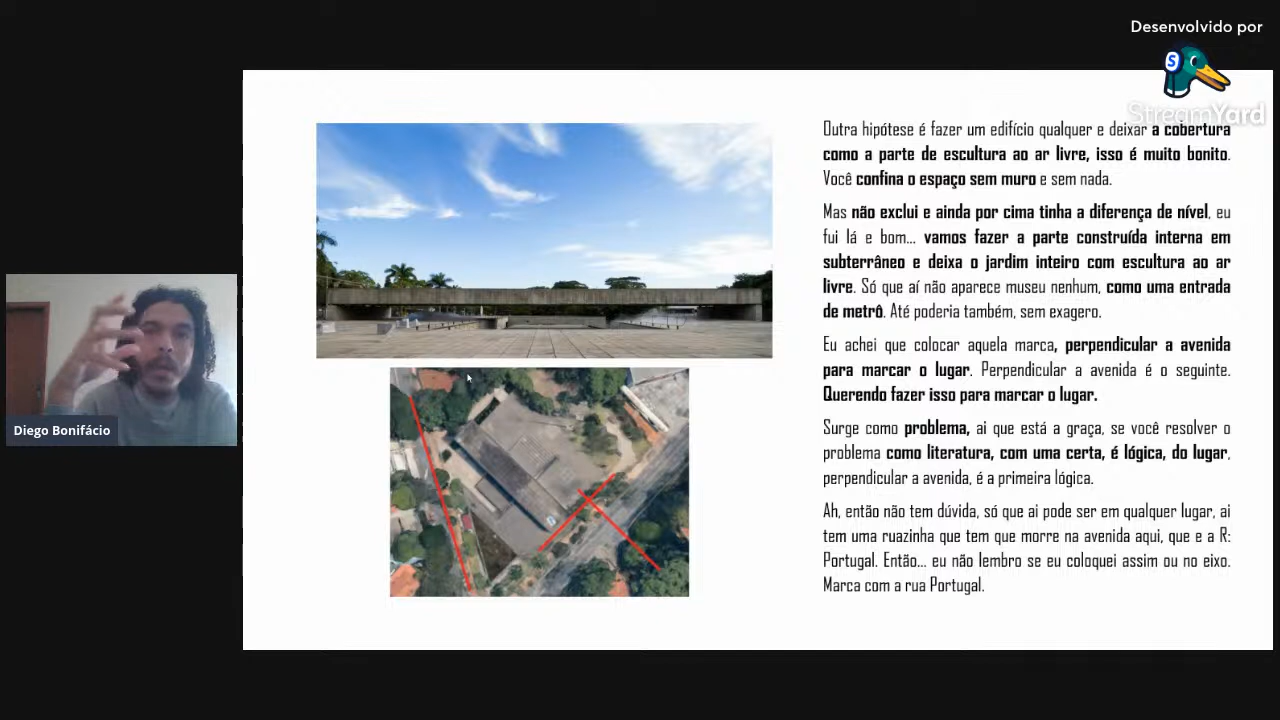 Desenvolvido por
S
StreamYard
Outra hipótese é fazer um edifício qualquer e deixar a cobertura
como a parte de escultura ao ar livre, isso é muito bonito.
Você confina o espaço sem muro e sem nada.
Mas não exclui e ainda por cima tinha a diferença de nível, eu
fui lá e bom... vamos fazer a parte construída interna em
subterrâneo e deixa o jardim inteiro com escultura ao ar
livre. Só que aí não aparece museu nenhum, como uma entrada
de metrô. Até poderia também, sem exagero.
Eu achei que colocar aquela marca, perpendicular a avenida
para marcar o lugar. Perpendicular a avenida é o seguinte.
Querendo fazer isso para marcar o lugar.
Surge como problema, ai que está a graça, se você resolver o
problema como literatura, com uma certa, é lógica, do lugar,
perpendicular a avenida, é a primeira lógica.
Ah, então não tem dúvida, só que ai pode ser em qualquer lugar, ai
tem uma ruazinha que tem que morre na avenida aqui, que e a R:
Portugal. Então... eu não lembro se eu coloquei assim ou no eixo.
Marca com a rua Portugal.
Diego Bonifácio